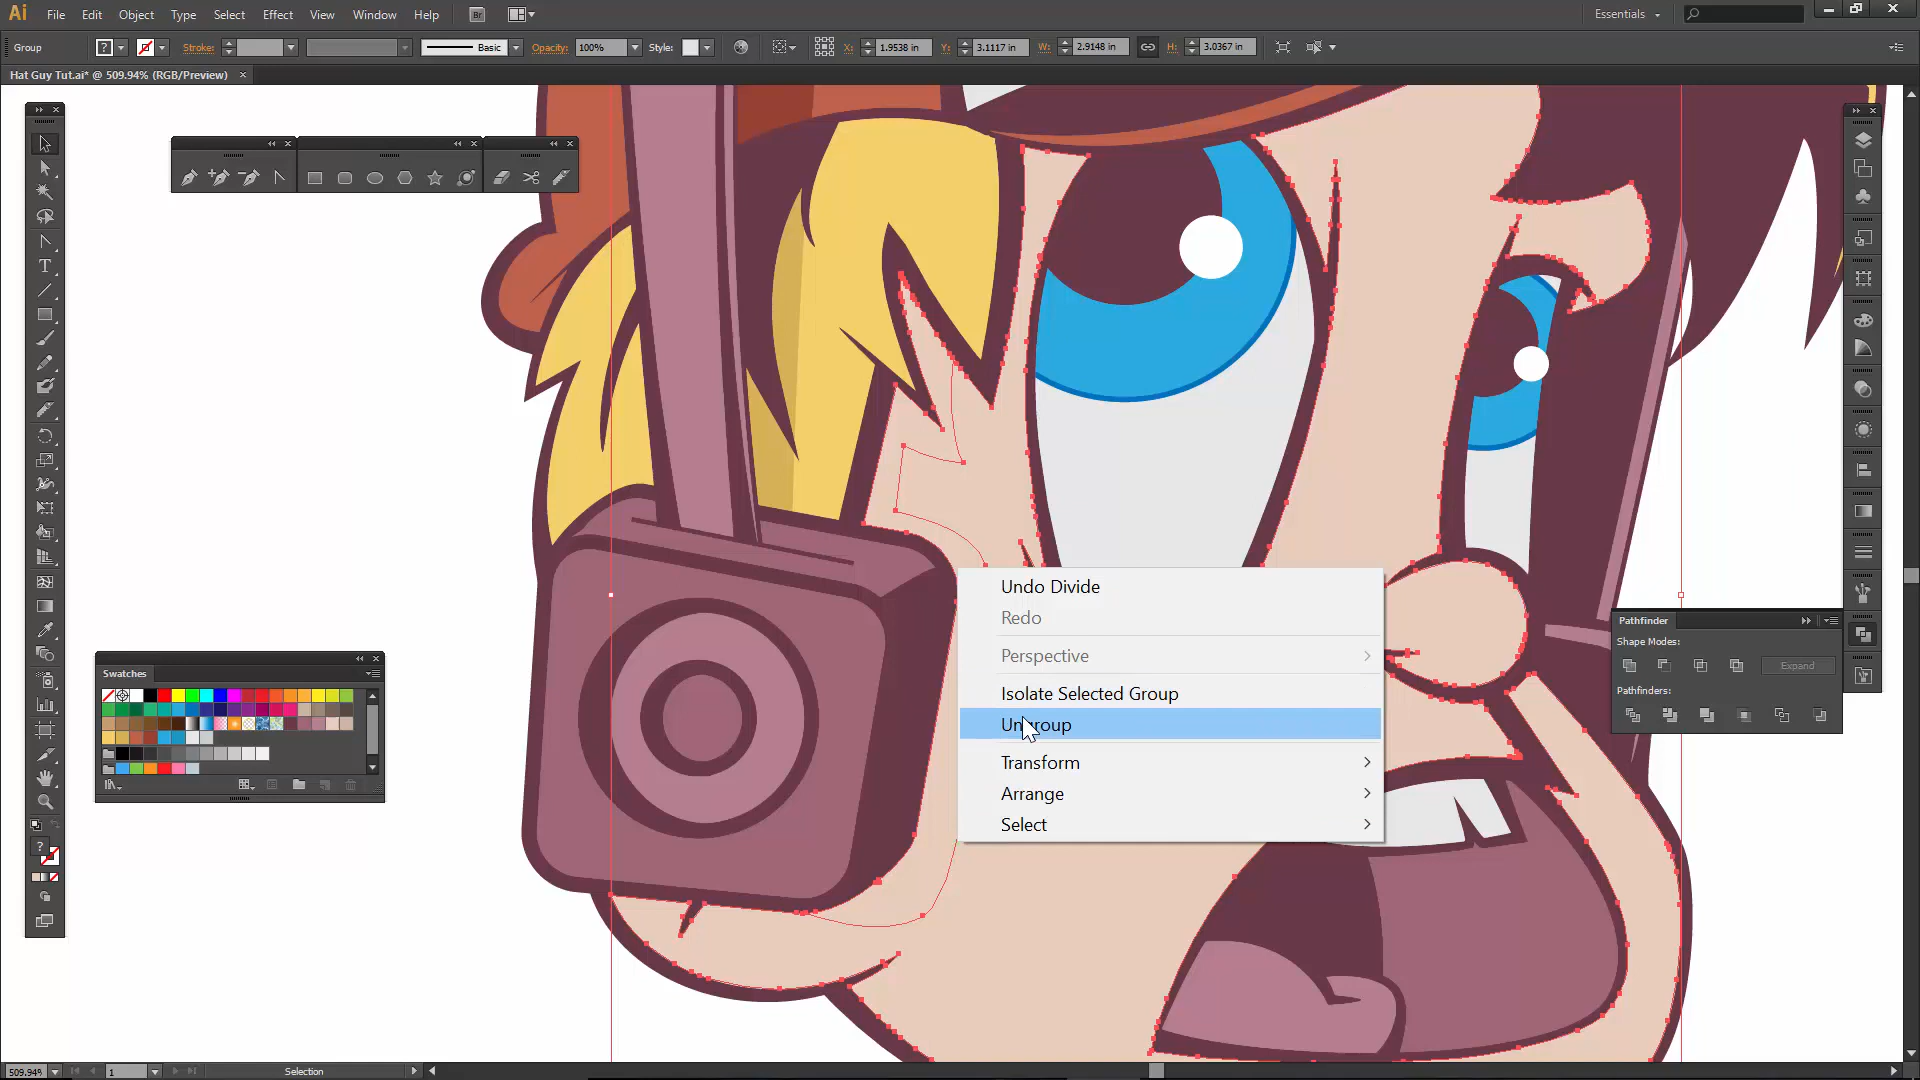 Ai File Edit Object Type Select Effect View Window Help Br Essentials
Group ? Stroke: Basic Opacity: 100% Style: X: 1.9538 in Y: 3.1117 in W: 2.9148 in H: 3.0367 in
Hat Guy Tut.ai* @ 509.94% (RGB/Preview)
Undo Divide
Redo
Perspective
Isolate Selected Group
Ungroup
Transform
Arrange
Select
Pathfinder
Shape Modes:
Expand
Pathfinders:
Swatches
509.94% 1 Selection